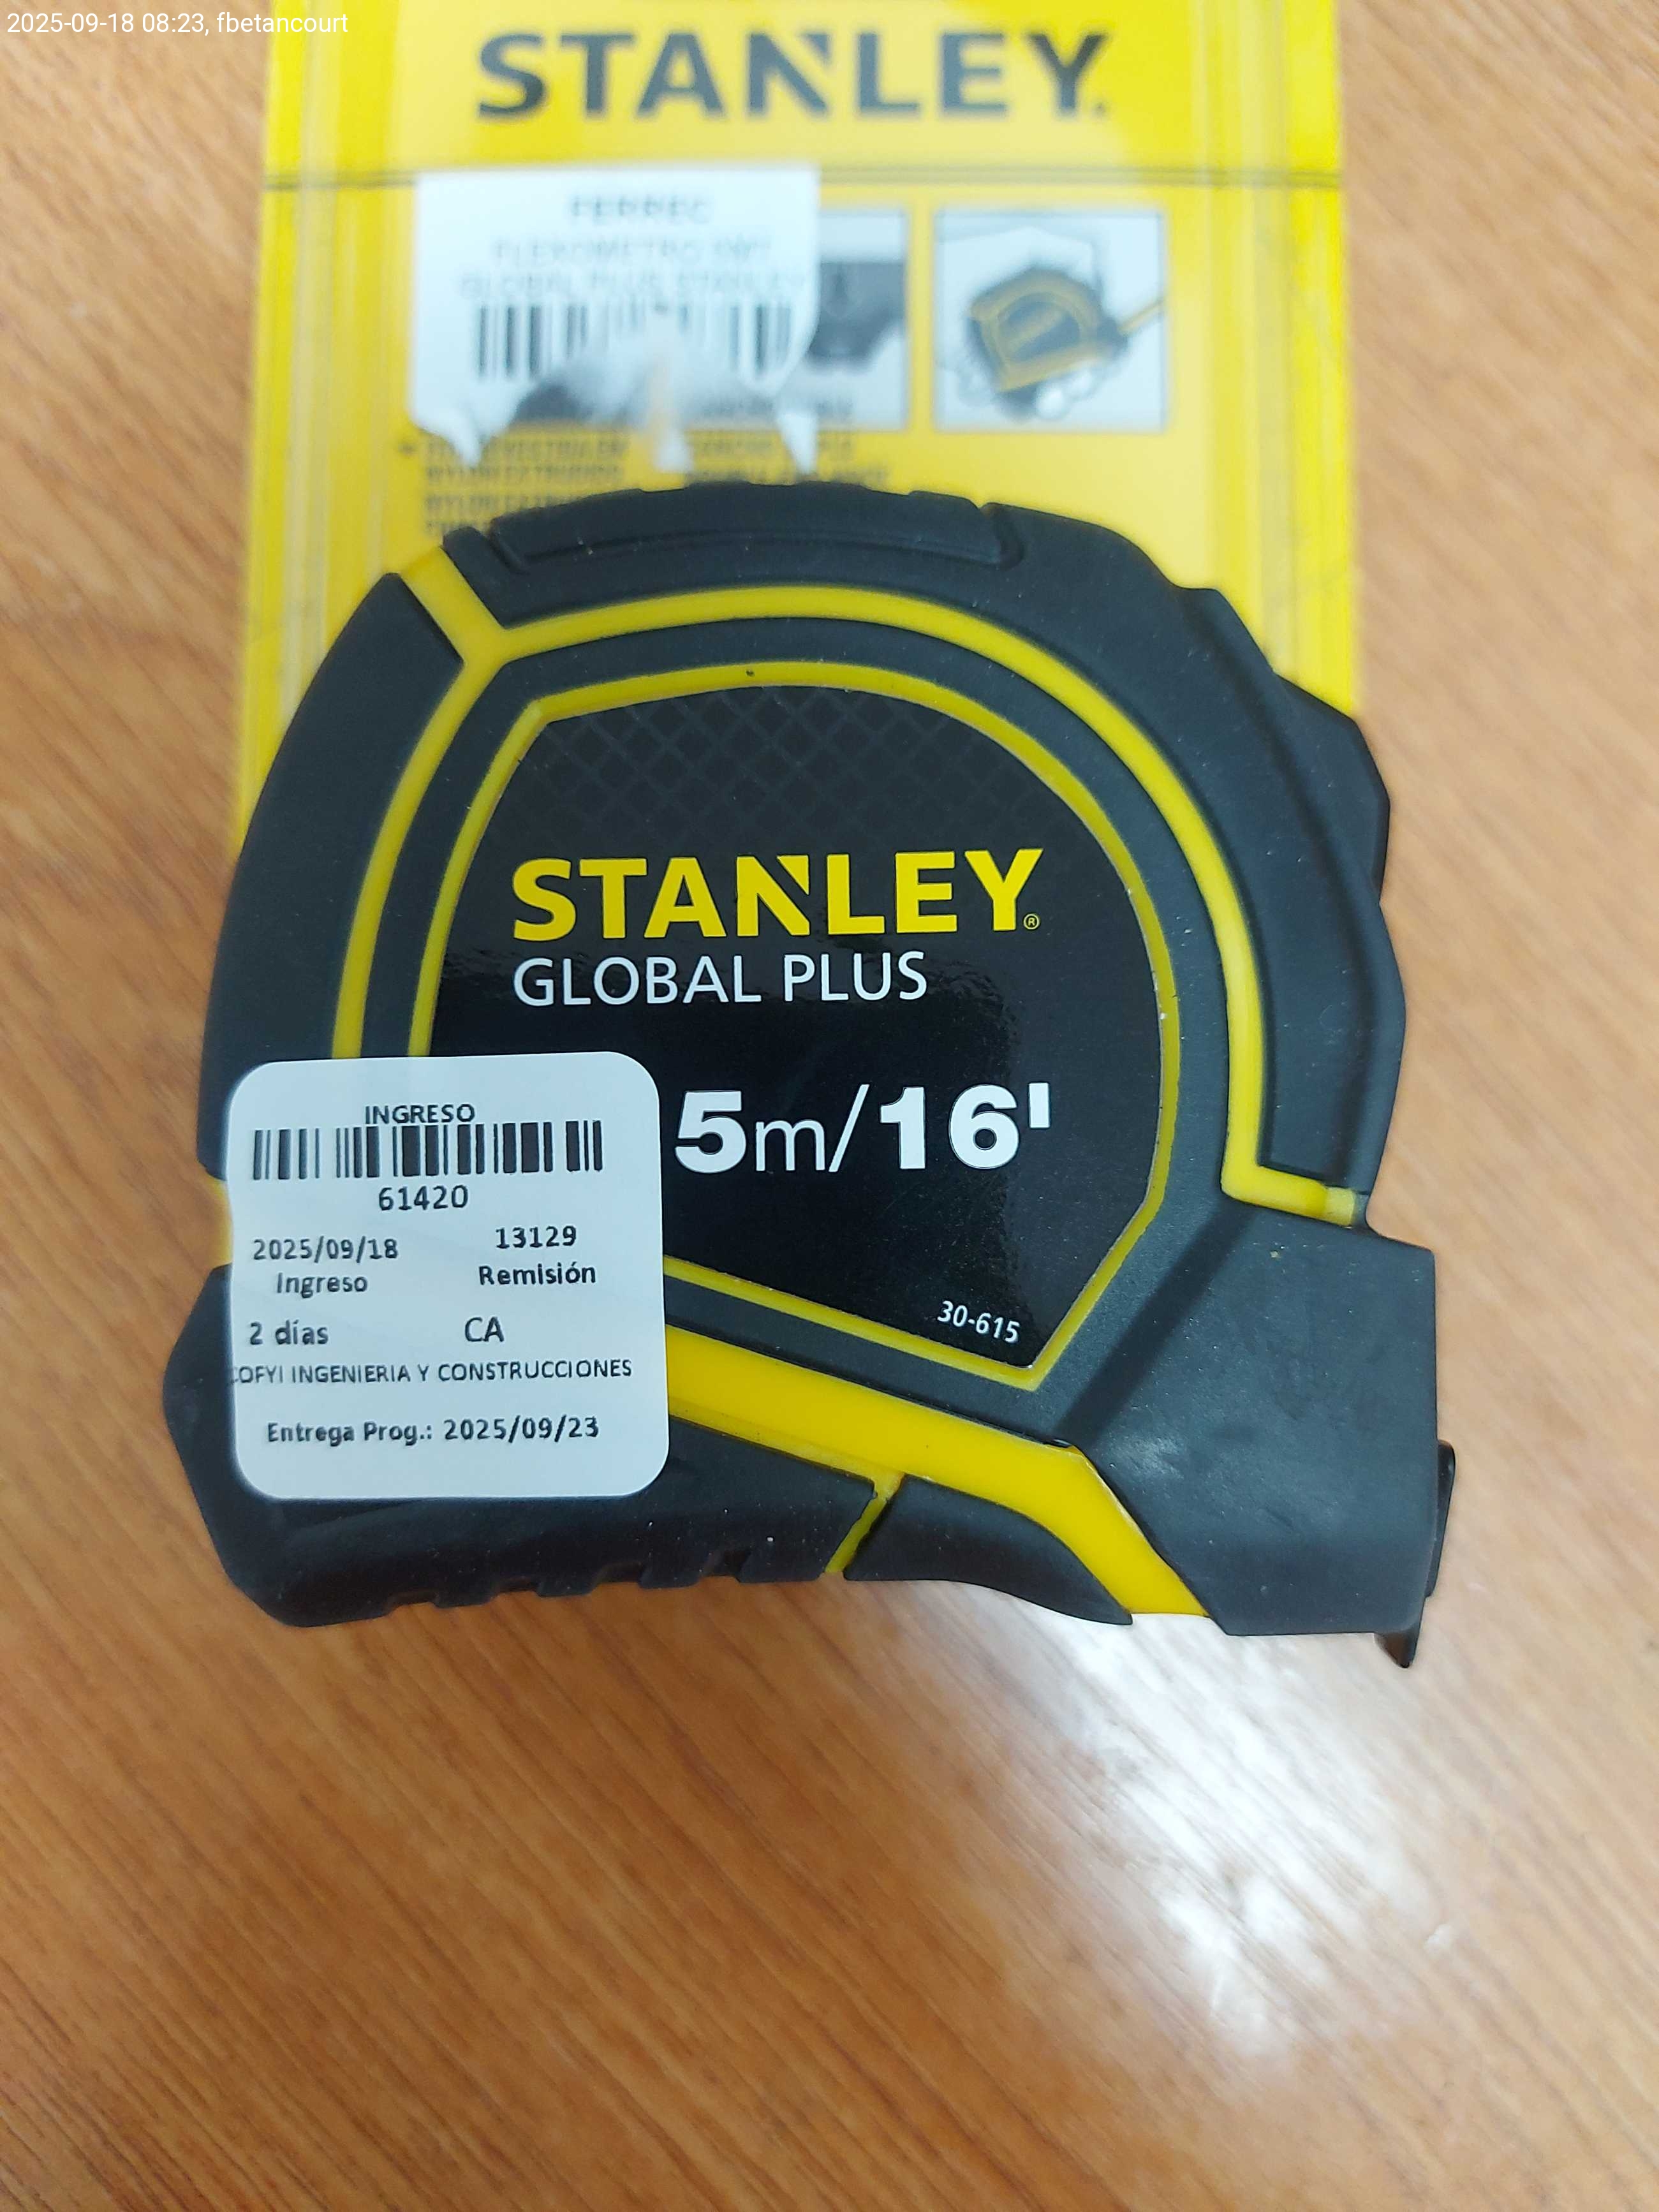 2025-09-18 08:23, fbetancourt
STANLEY.
FERREC
FLEXOMETRO 5MT
GLOBAL PLUS STANLEY
STANLEY®
GLOBAL PLUS
5m/16'
30-615
INGRESO
61420
2025/09/18 13129
Ingreso Remisión
2 días CA
COFYI INGENIERIA Y CONSTRUCCIONES
Entrega Prog.: 2025/09/23